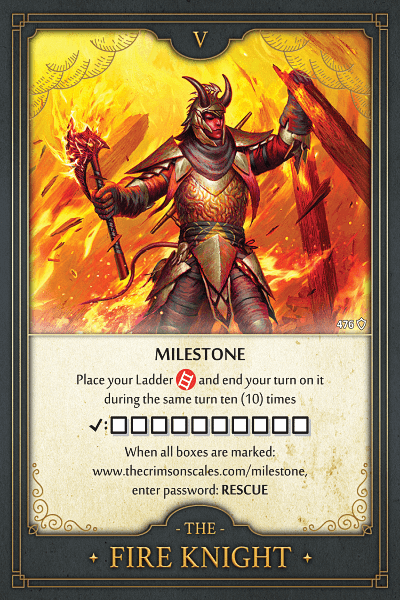 V
476
MILESTONE
Place your Ladder and end your turn on it
during the same turn ten (10) times
✓:□□□□□□□□□□
When all boxes are marked:
www.thecrimsonscales.com/milestone,
enter password: RESCUE
- THE -
FIRE KNIGHT